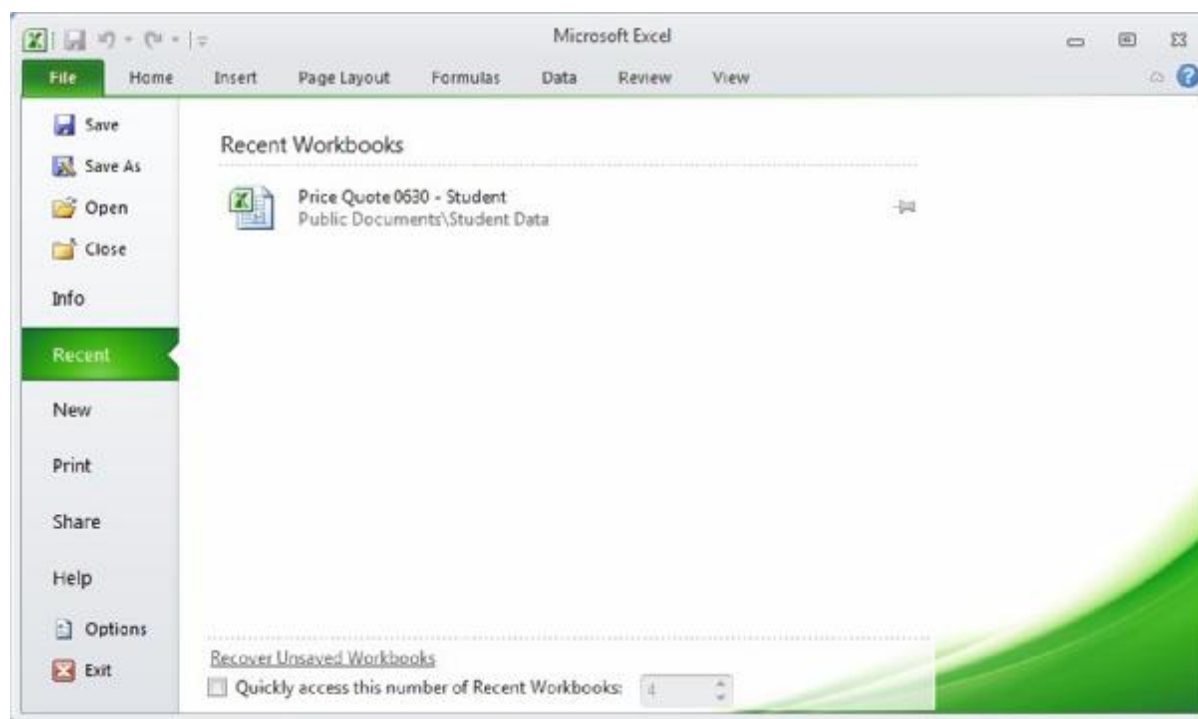 Microsoft Excel
File Home Insert Page Layout Formulas Data Review View
Save
Save As
Open
Close
Info
Recent
New
Print
Share
Help
Options
Exit
Recent Workbooks
Price Quote 0630 - Student
Public Documents\Student Data
Recover Unsaved Workbooks
Quickly access this number of Recent Workbooks: 4